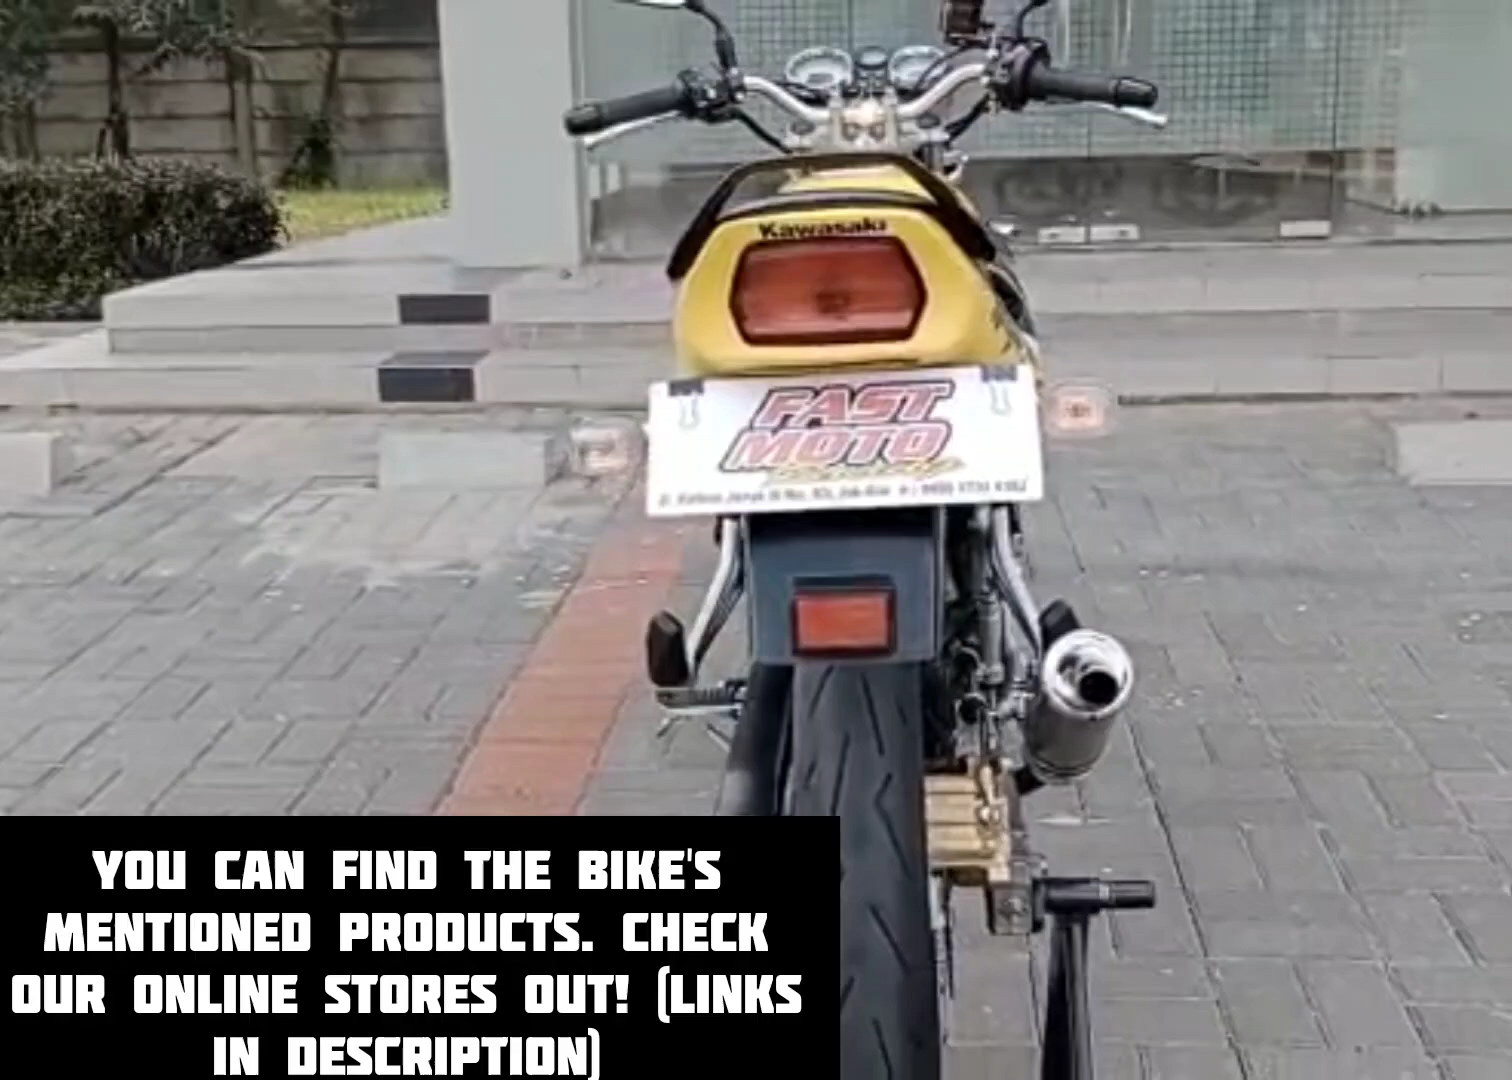 Kawasaki
FAST
MOTO
YOU CAN FIND THE BIKE'S
MENTIONED PRODUCTS. CHECK
OUR ONLINE STORES OUT! (LINKS
IN DESCRIPTION)